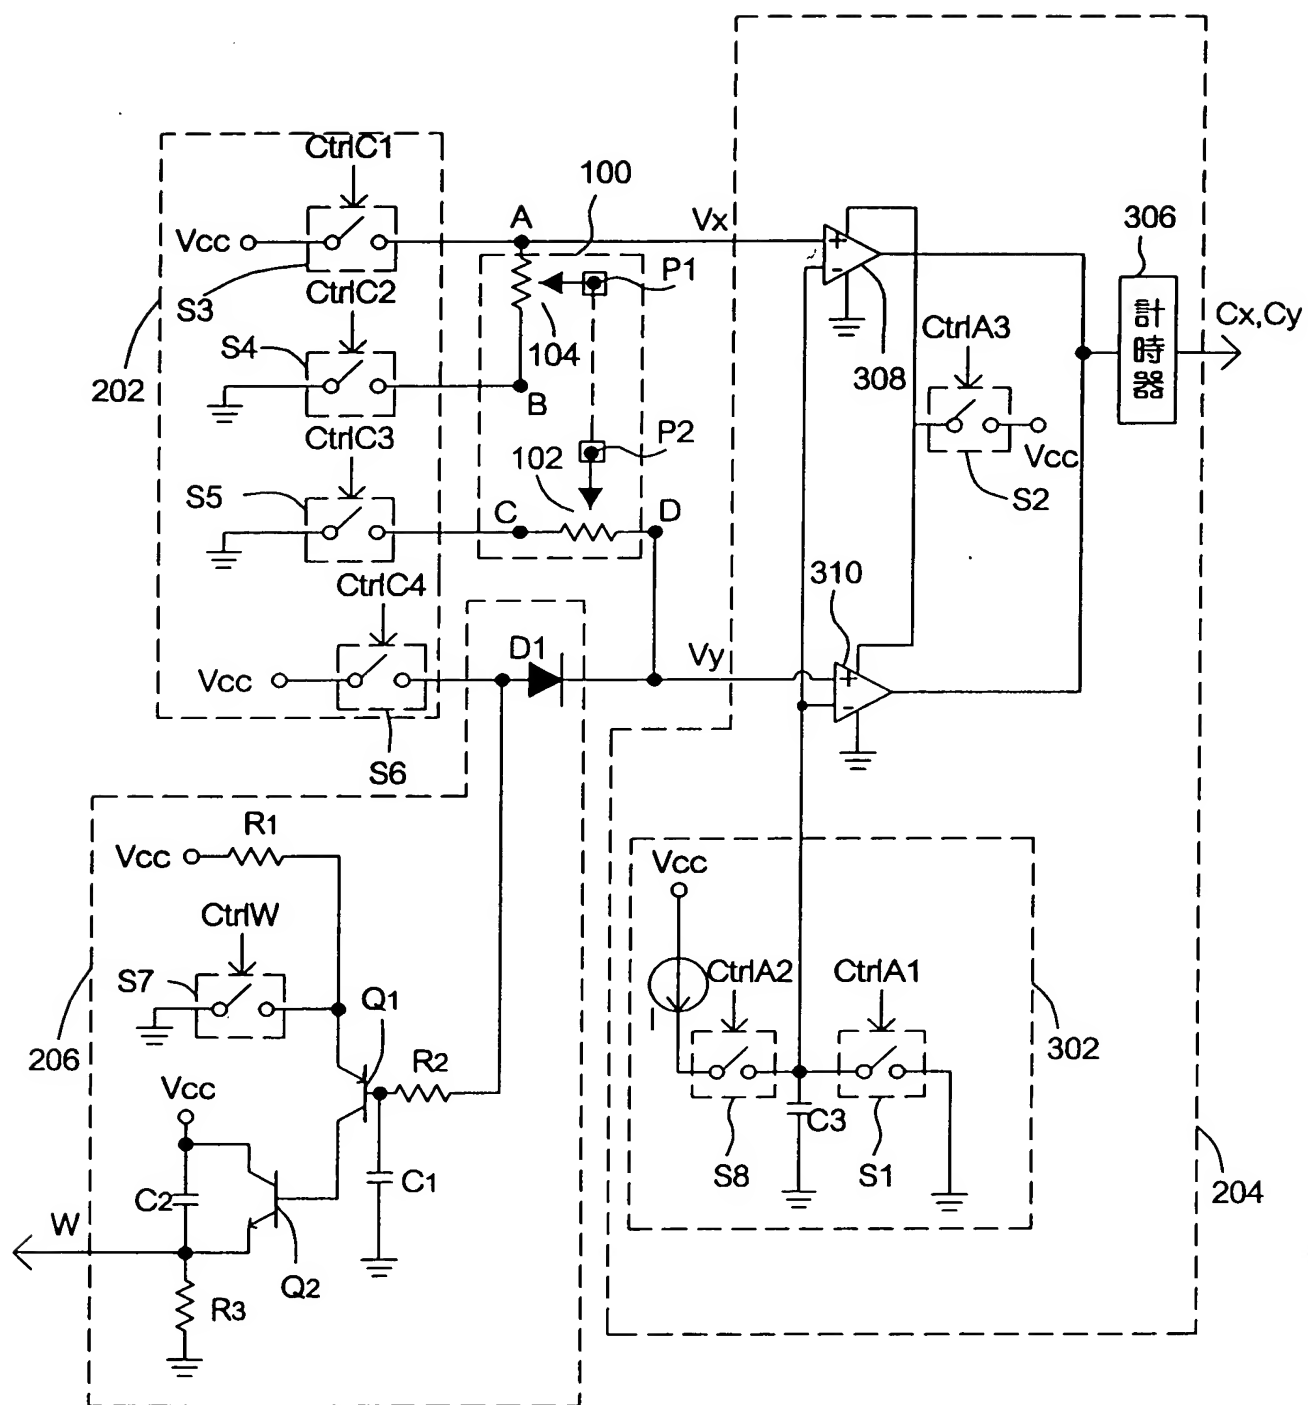 CtrlC1
100
A
Vx
306
Vcc
+
-
P1
計時器
Cx,Cy
S3
CtrlC2
104
CtrlA3
S4
308
202
B
CtrlC3
P2
Vcc
102
S2
S5
C
D
310
CtrlC4
D1
Vy
Vcc
+
-
S6
R1
Vcc
Vcc
CtrlW
CtrlA2
CtrlA1
S7
Q1
I
302
206
R2
Vcc
C3
S8
S1
C2
C1
204
W
Q2
R3